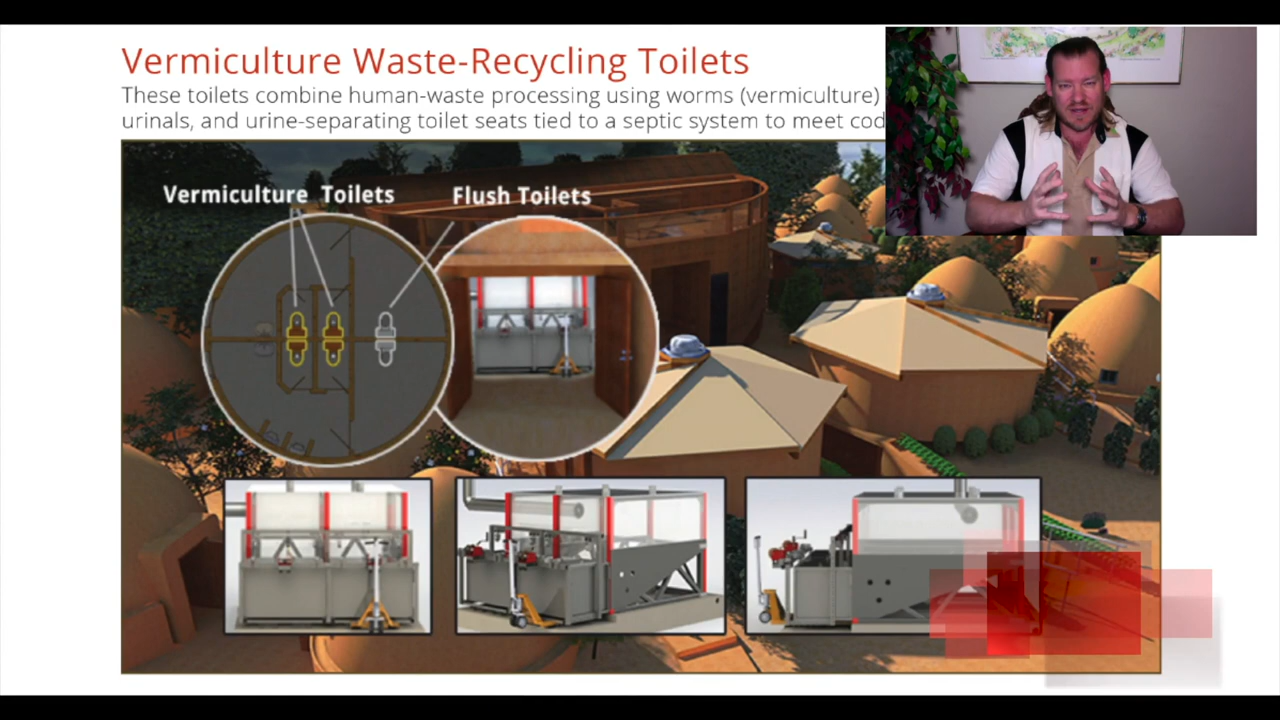 Vermiculture Waste-Recycling Toilets
These toilets combine human-waste processing using worms (vermiculture)
urinals, and urine-separating toilet seats tied to a septic system to meet cod
Vermiculture Toilets
Flush Toilets